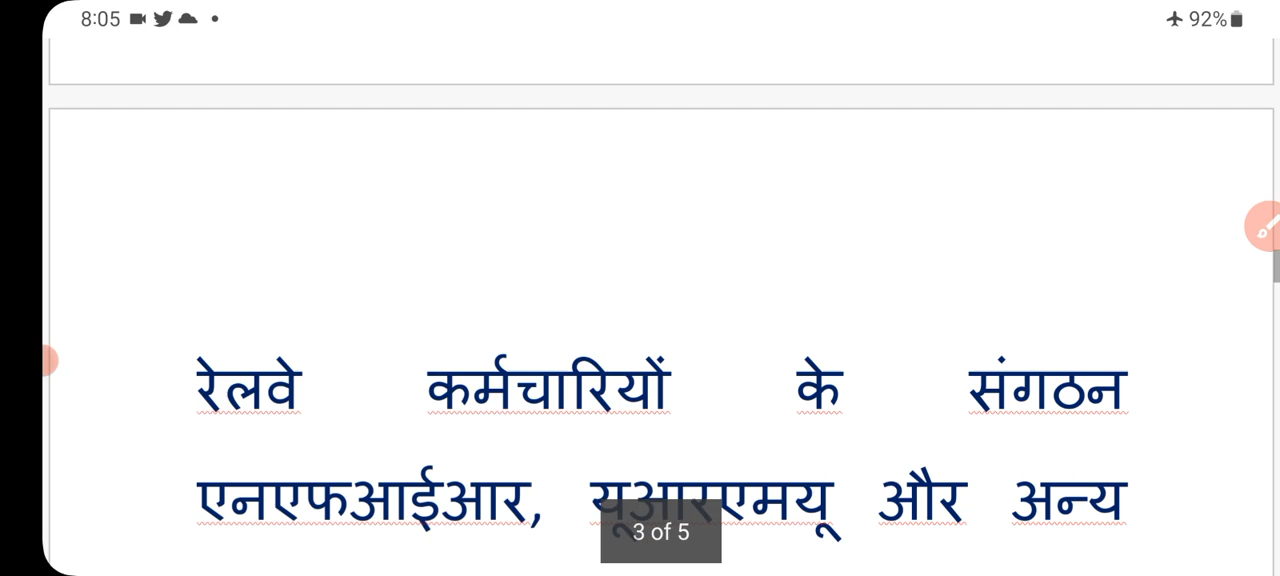 8:05
92%
रेलवे कर्मचारियों के संगठन
एनएफआईआर, यूआरएमयू और अन्य
3 of 5